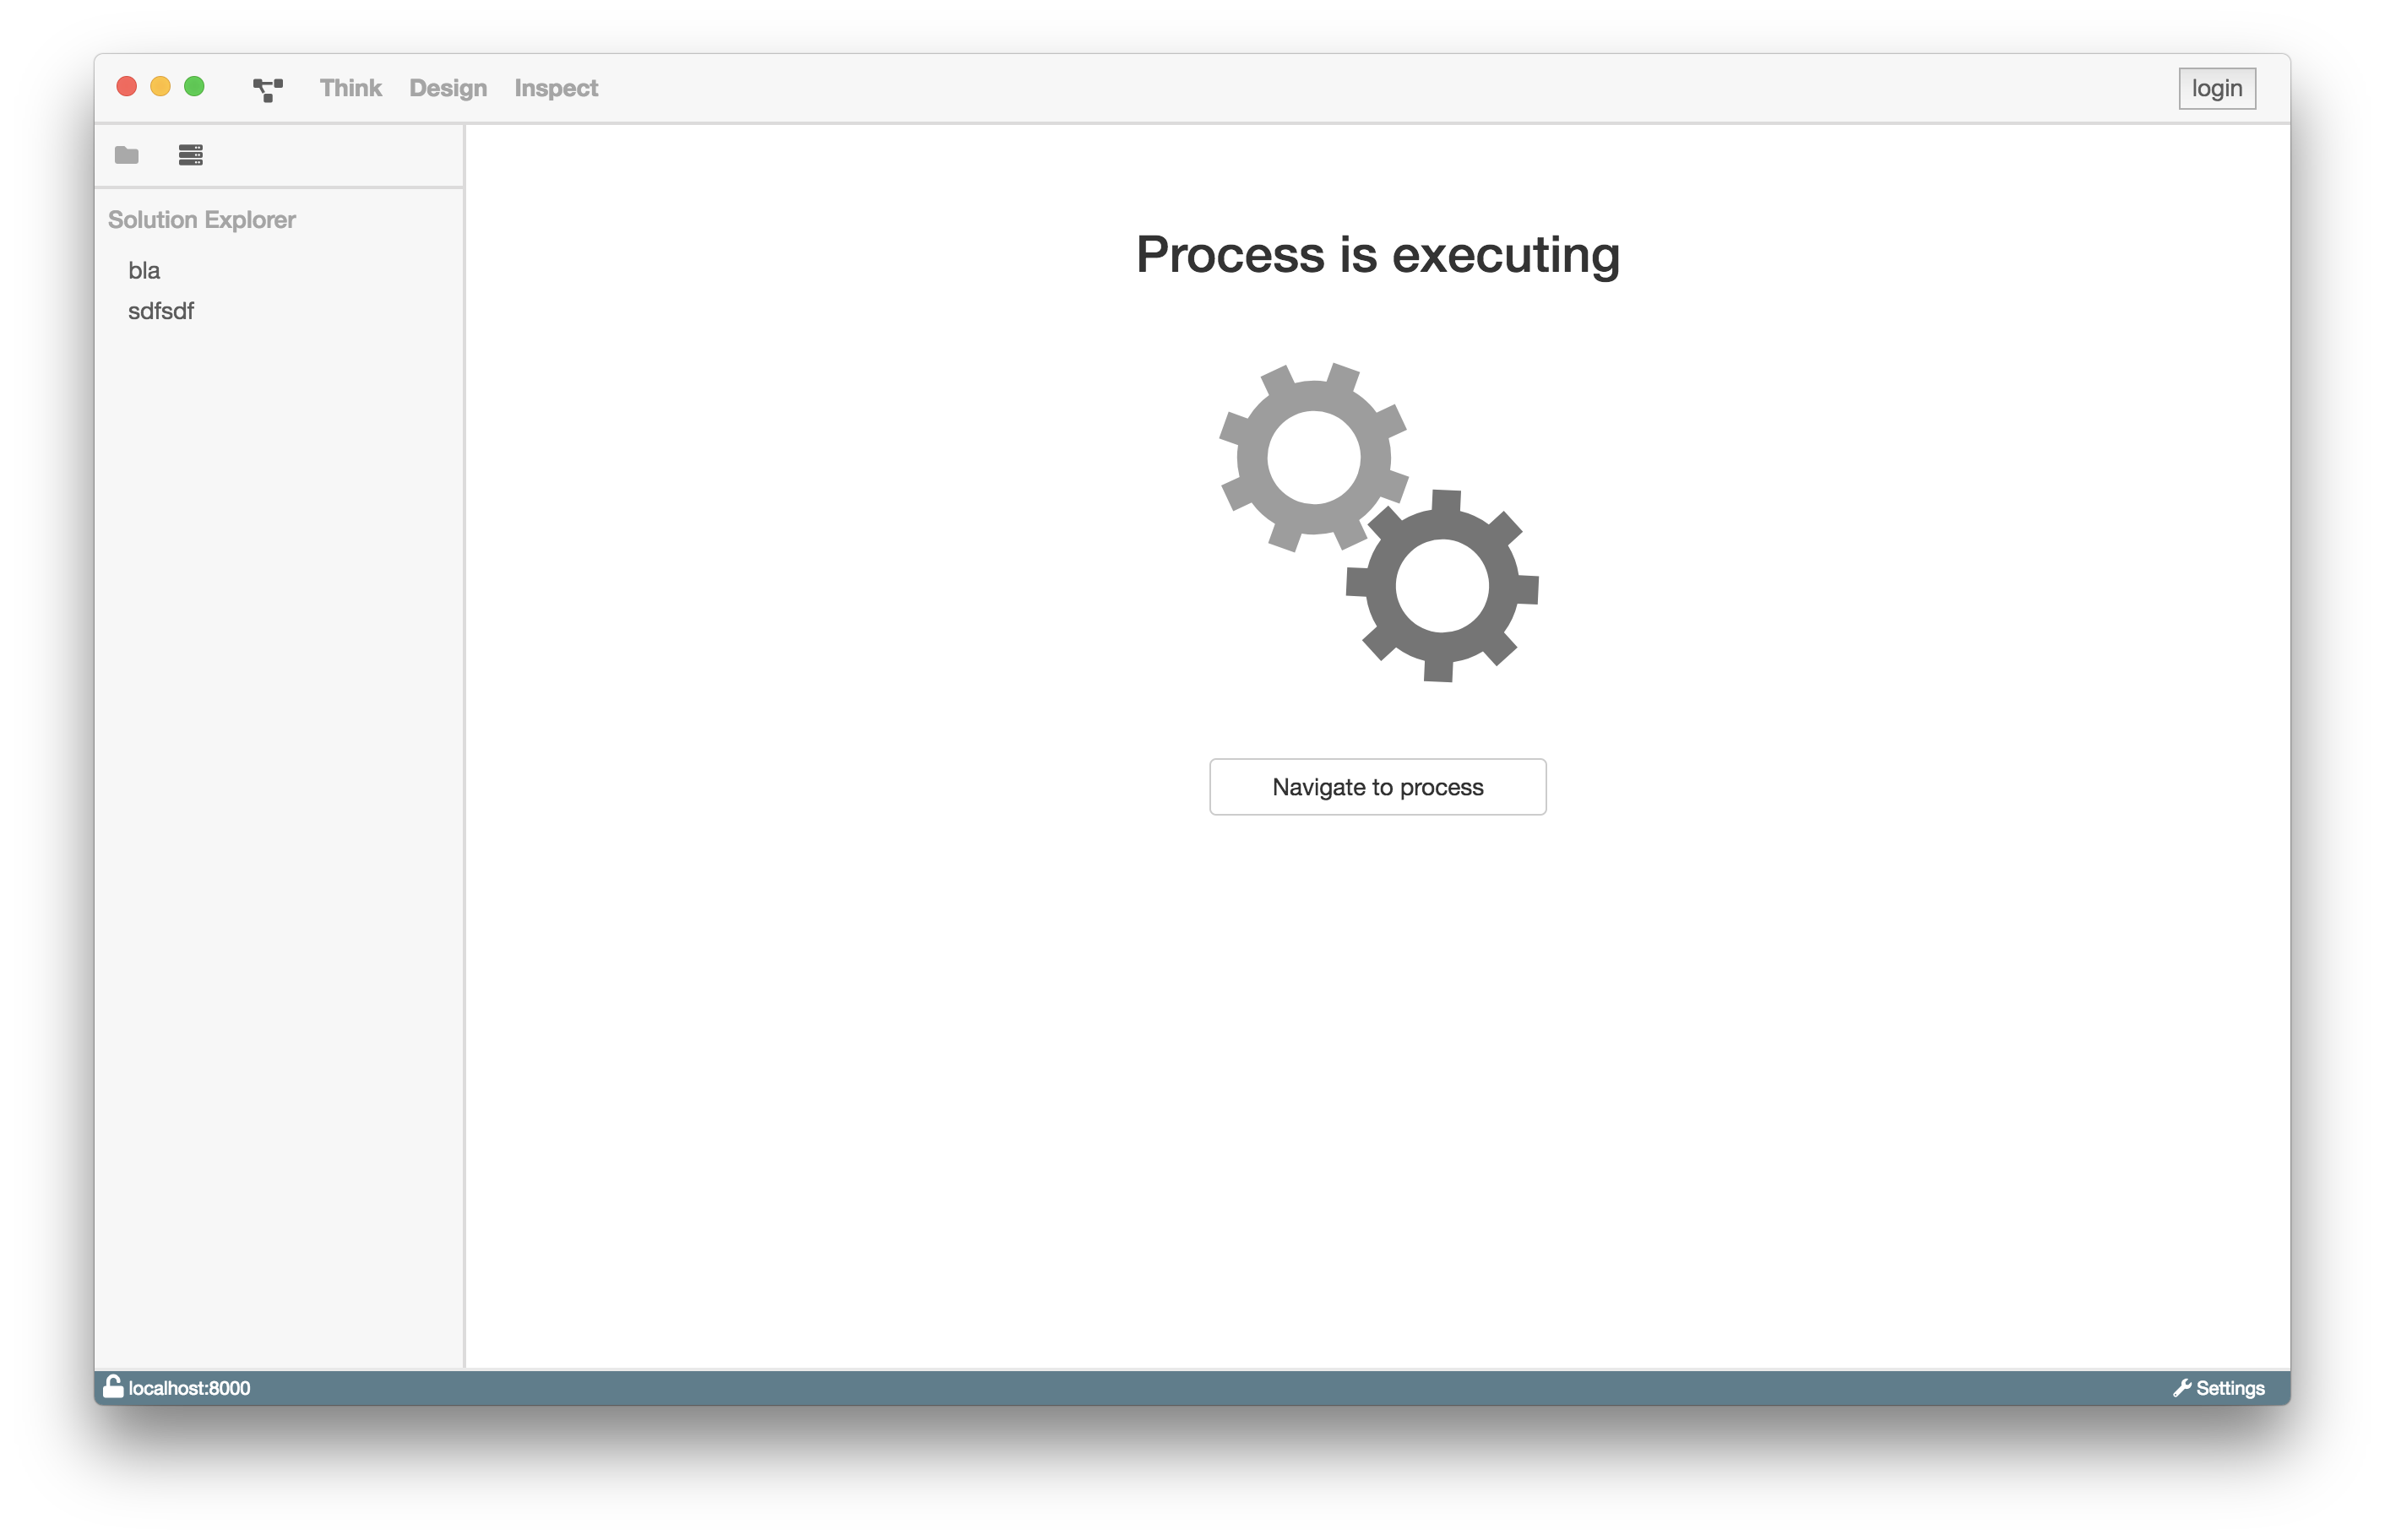 Think Design Inspect login
Solution Explorer
bla
sdfsdf
Process is executing
Navigate to process
localhost:8000 Settings